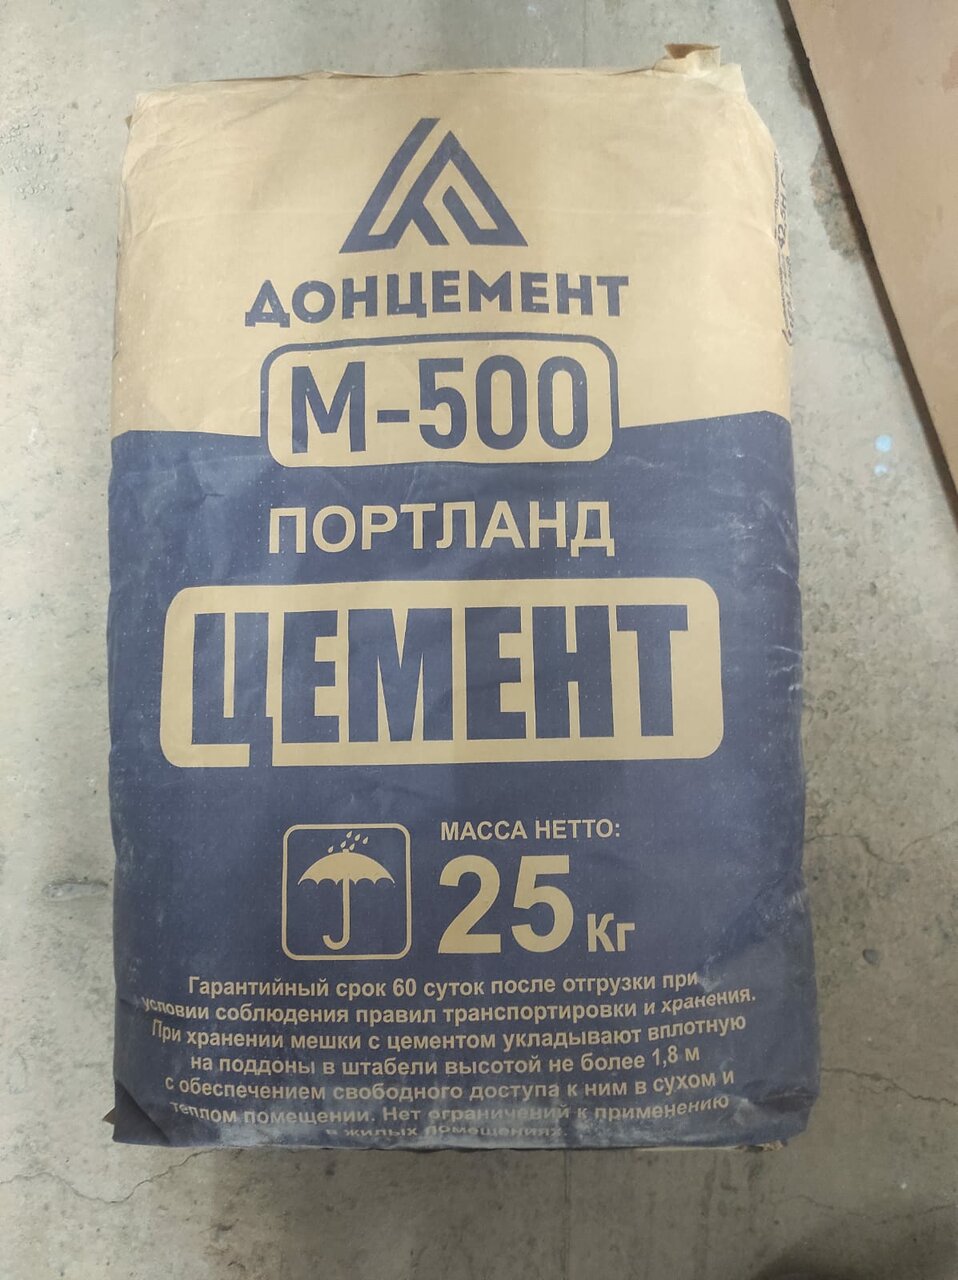 ДОНЦЕМЕНТ
М-500
ПОРТЛАНД
ЦЕМЕНТ
МАССА НЕТТО:
25 Кг
Гарантийный срок 60 суток после отгрузки при
условии соблюдения правил транспортировки и хранения.
При хранении мешки с цементом укладывают вплотную
на поддоны в штабели высотой не более 1,8 м
с обеспечением свободного доступа к ним в сухом и
теплом помещении. Нет ограничений к применению
в жилых помещениях.
42,5Н